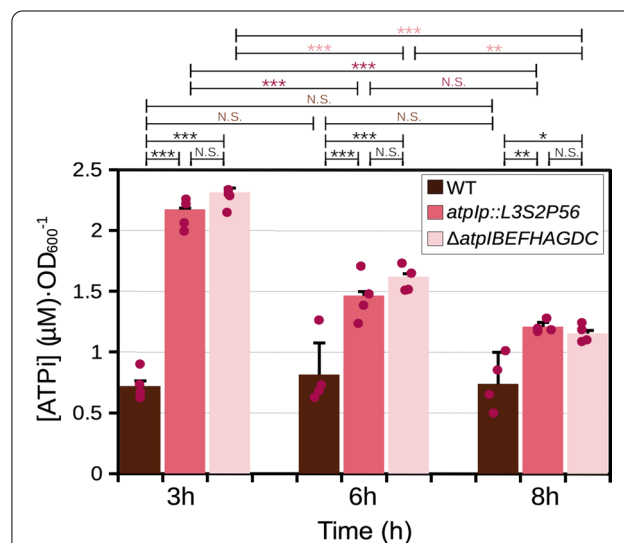 ***
*** **
***
*** N.S.
N.S.
N.S. N.S.
*** *** *
*** N.S. *** N.S. ** N.S.
2.5
2
1.5
1
0.5
0
[ATPi] (μM)·OD600-1
WT
atpIp::L3S2P56
ΔatpIBEFHAGDC
3h 6h 8h
Time (h)